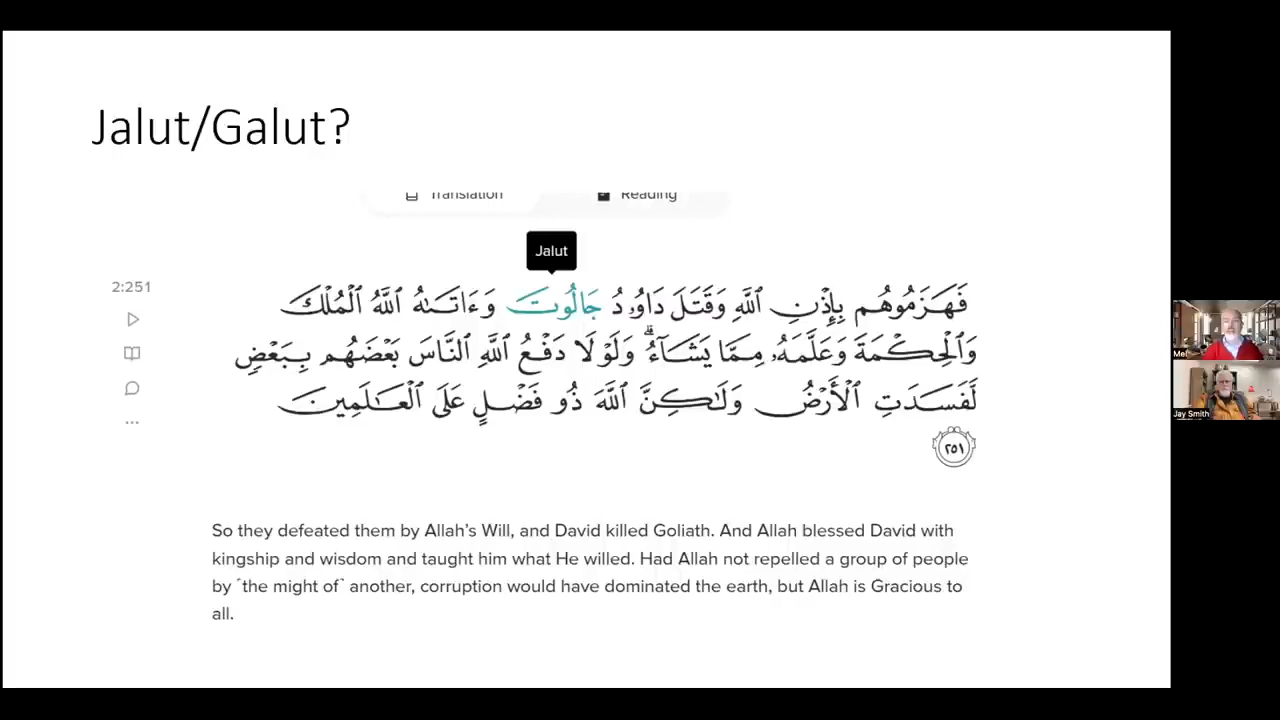 Jalut/Galut?
Translation Reading
Jalut
2:251
فَهَزَمُوهُم بِإِذْنِ ٱللَّهِ وَقَتَلَ دَاوُۥدُ جَالُوتَ وَءَاتَىٰهُ ٱللَّهُ ٱلْمُلْكَ
وَٱلْحِكْمَةَ وَعَلَّمَهُۥ مِمَّا يَشَآءُ ۗ وَلَوْلَا دَفْعُ ٱللَّهِ ٱلنَّاسَ بَعْضَهُم بِبَعْضٍۢ
لَّفَسَدَتِ ٱلْأَرْضُ وَلَـٰكِنَّ ٱللَّهَ ذُو فَضْلٍ عَلَى ٱلْعَـٰلَمِينَ
٢٥١
So they defeated them by Allah’s Will, and David killed Goliath. And Allah blessed David with
kingship and wisdom and taught him what He willed. Had Allah not repelled a group of people
by ˹the might of˺ another, corruption would have dominated the earth, but Allah is Gracious to
all.
Mel
Jay Smith